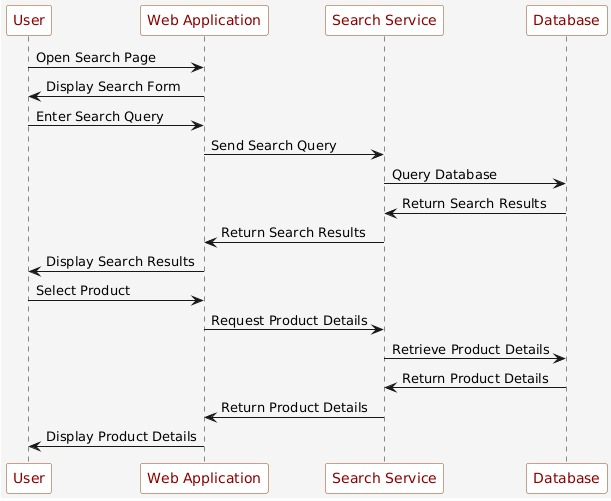 User Web Application Search Service Database
Open Search Page
Display Search Form
Enter Search Query
Send Search Query
Query Database
Return Search Results
Return Search Results
Display Search Results
Select Product
Request Product Details
Retrieve Product Details
Return Product Details
Return Product Details
Display Product Details
User Web Application Search Service Database